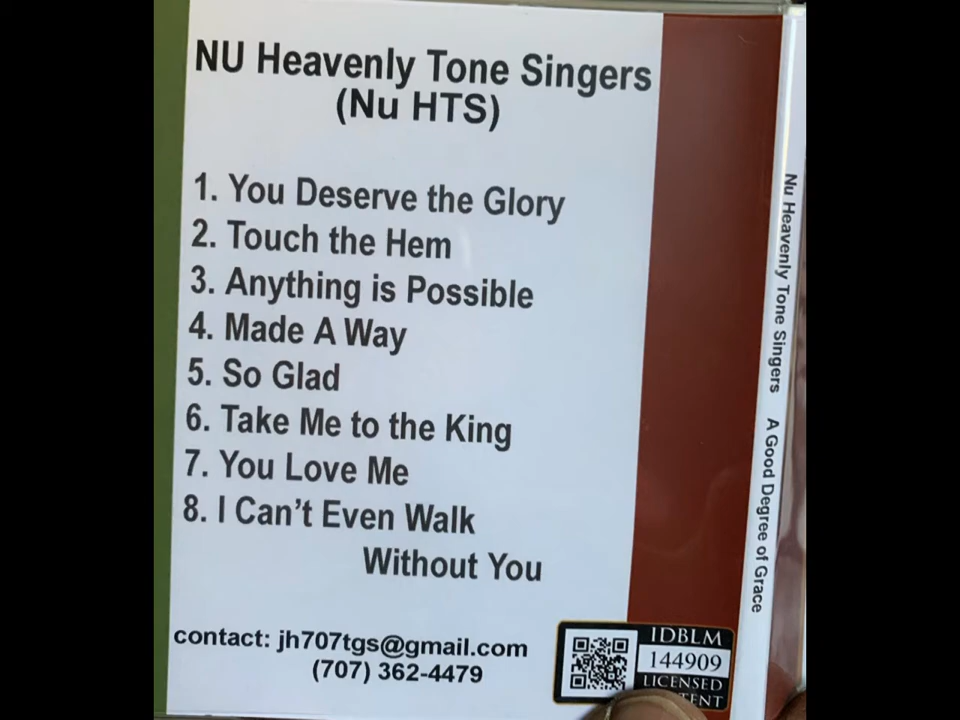 NU Heavenly Tone Singers
(Nu HTS)
1. You Deserve the Glory
2. Touch the Hem
3. Anything is Possible
4. Made A Way
5. So Glad
6. Take Me to the King
7. You Love Me
8. I Can't Even Walk
Without You
contact: jh707tgs@gmail.com
(707) 362-4479
IDBLM
144909
LICENSED
Nu Heavenly Tone Singers A Good Degree of Grace